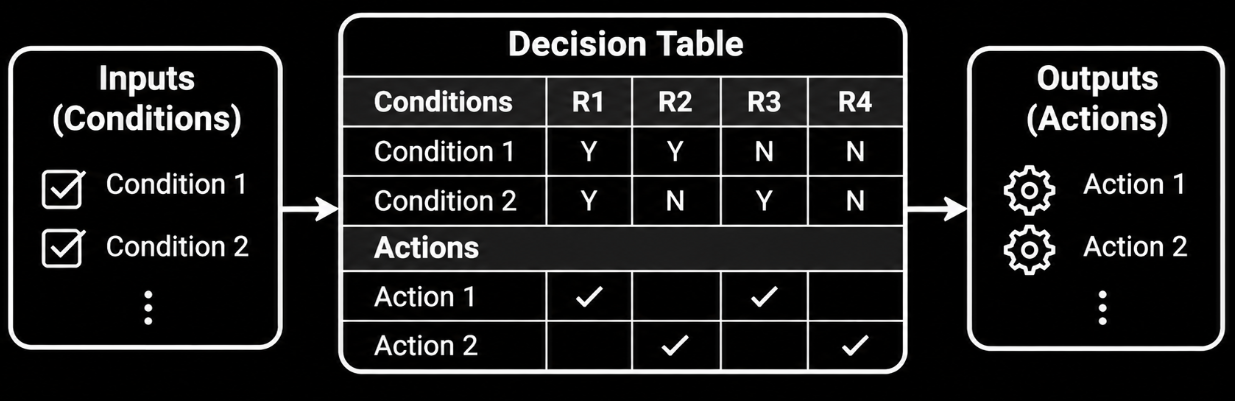 Inputs
(Conditions)
Condition 1
Condition 2
Decision Table
Conditions R1 R2 R3 R4
Condition 1 Y Y N N
Condition 2 Y N Y N
Actions
Action 1
Action 2
Outputs
(Actions)
Action 1
Action 2